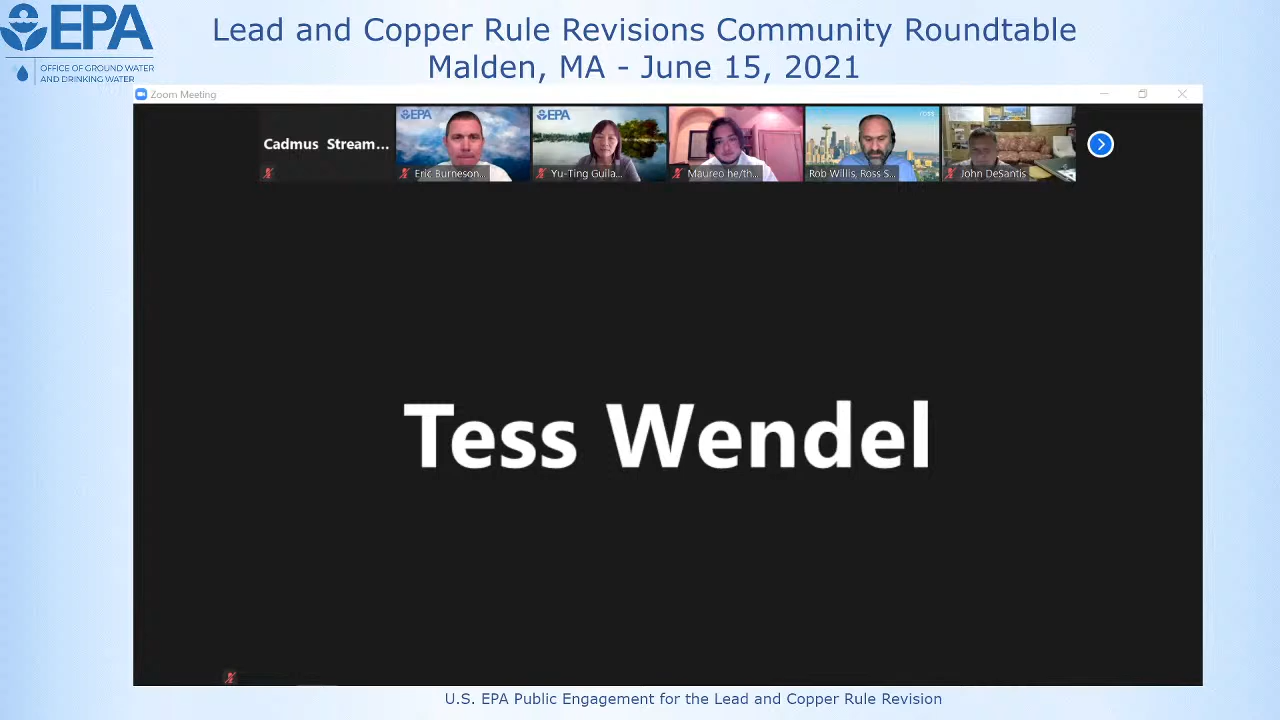 EPA
OFFICE OF GROUND WATER
AND DRINKING WATER
Lead and Copper Rule Revisions Community Roundtable
Malden, MA - June 15, 2021
Zoom Meeting
Cadmus Stream...
EPA
Eric Burneson...
EPA
Yu-Ting Guila...
Maureo he/th...
ross
Rob Willis, Ross S...
John DeSantis
Tess Wendel
U.S. EPA Public Engagement for the Lead and Copper Rule Revision